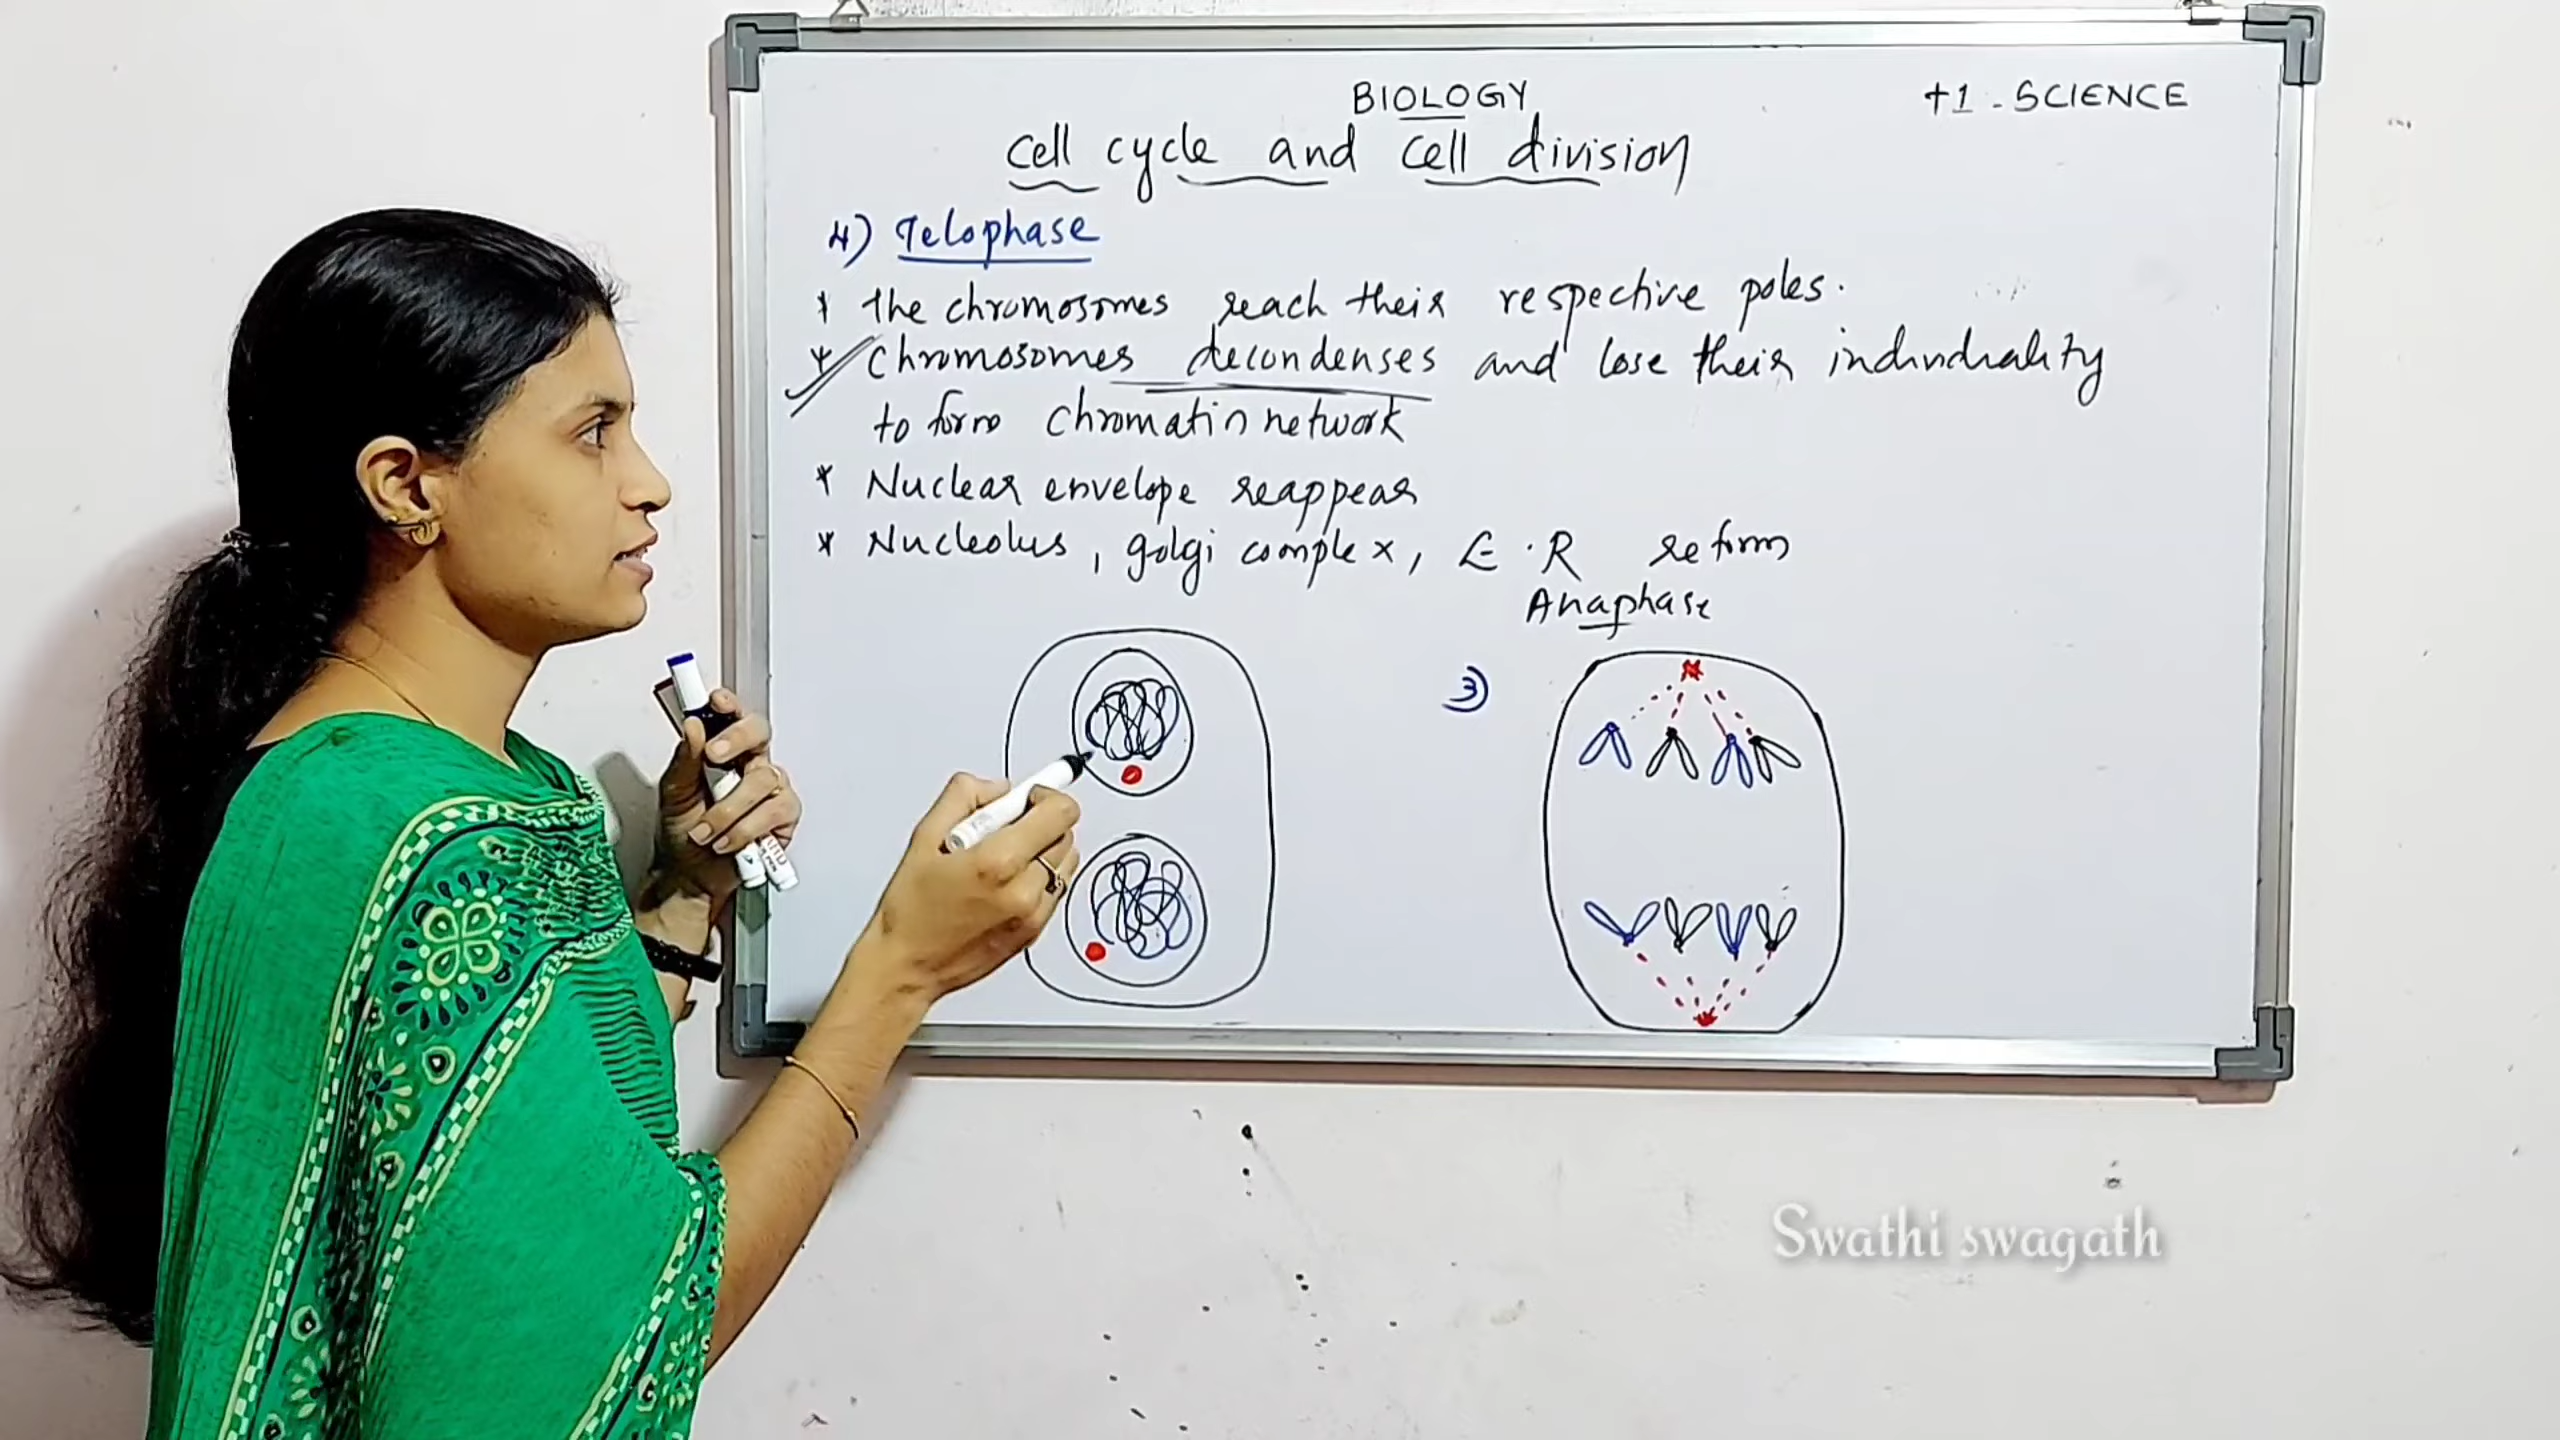 BIOLOGY
+1 - SCIENCE
Cell cycle and Cell division
4) Telophase
* The chromosomes reach their respective poles.
* Chromosomes decondenses and lose their individuality
to form Chromatin network
* Nuclear envelope reappear
* Nucleolus, golgi complex, E.R reform
Anaphase
3)
Swathi swagath